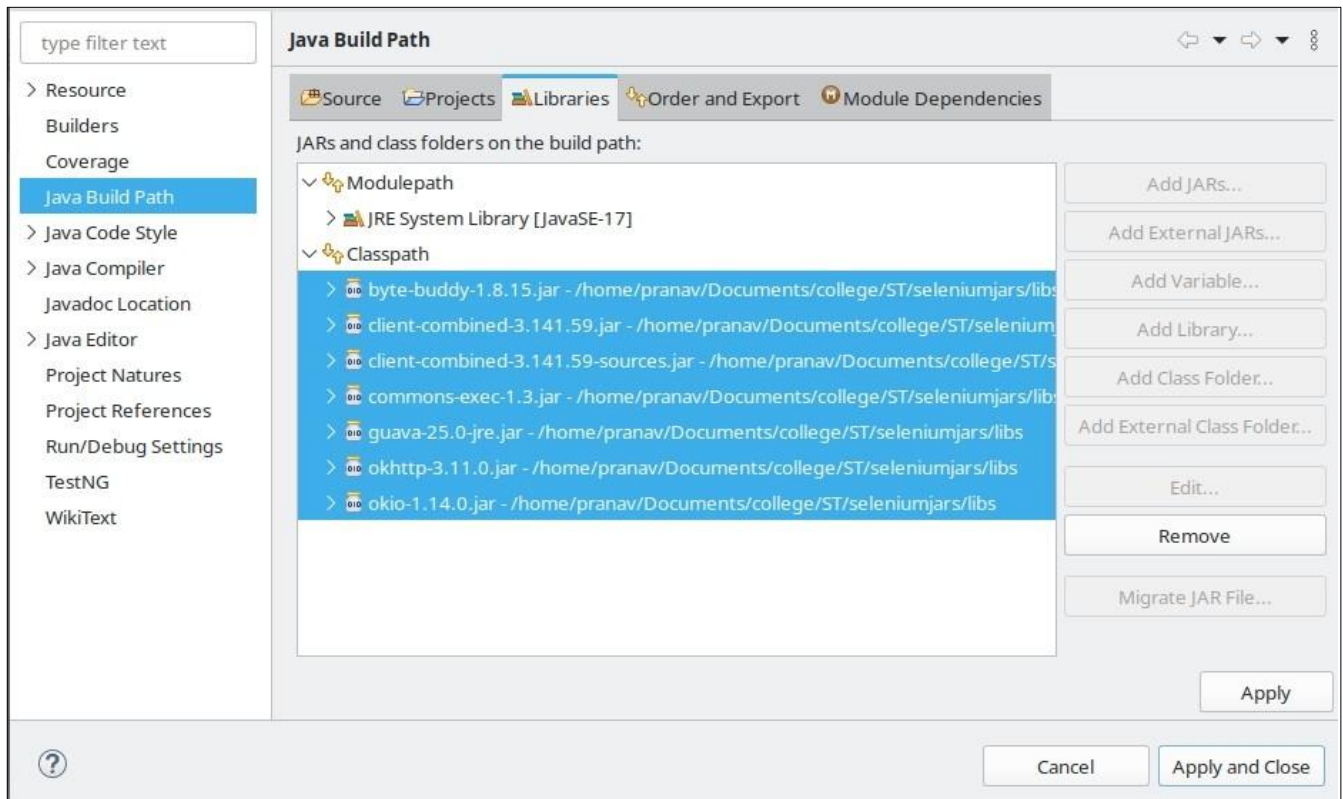 type filter text
Resource
Builders
Coverage
Java Build Path
Java Code Style
Java Compiler
Javadoc Location
Java Editor
Project Natures
Project References
Run/Debug Settings
TestNG
WikiText
Java Build Path
Source Projects Libraries Order and Export Module Dependencies
JARs and class folders on the build path:
Modulepath
JRE System Library [JavaSE-17]
Classpath
byte-buddy-1.8.15.jar - /home/pranav/Documents/college/ST/seleniumjars/libs
client-combined-3.141.59.jar - /home/pranav/Documents/college/ST/selenium
client-combined-3.141.59-sources.jar - /home/pranav/Documents/college/ST/s
commons-exec-1.3.jar - /home/pranav/Documents/college/ST/seleniumjars/libs
guava-25.0-jre.jar - /home/pranav/Documents/college/ST/seleniumjars/libs
okhttp-3.11.0.jar - /home/pranav/Documents/college/ST/seleniumjars/libs
okio-1.14.0.jar - /home/pranav/Documents/college/ST/seleniumjars/libs
Add JARs...
Add External JARs...
Add Variable...
Add Library...
Add Class Folder...
Add External Class Folder...
Edit...
Remove
Migrate JAR File...
Apply
?
Cancel
Apply and Close